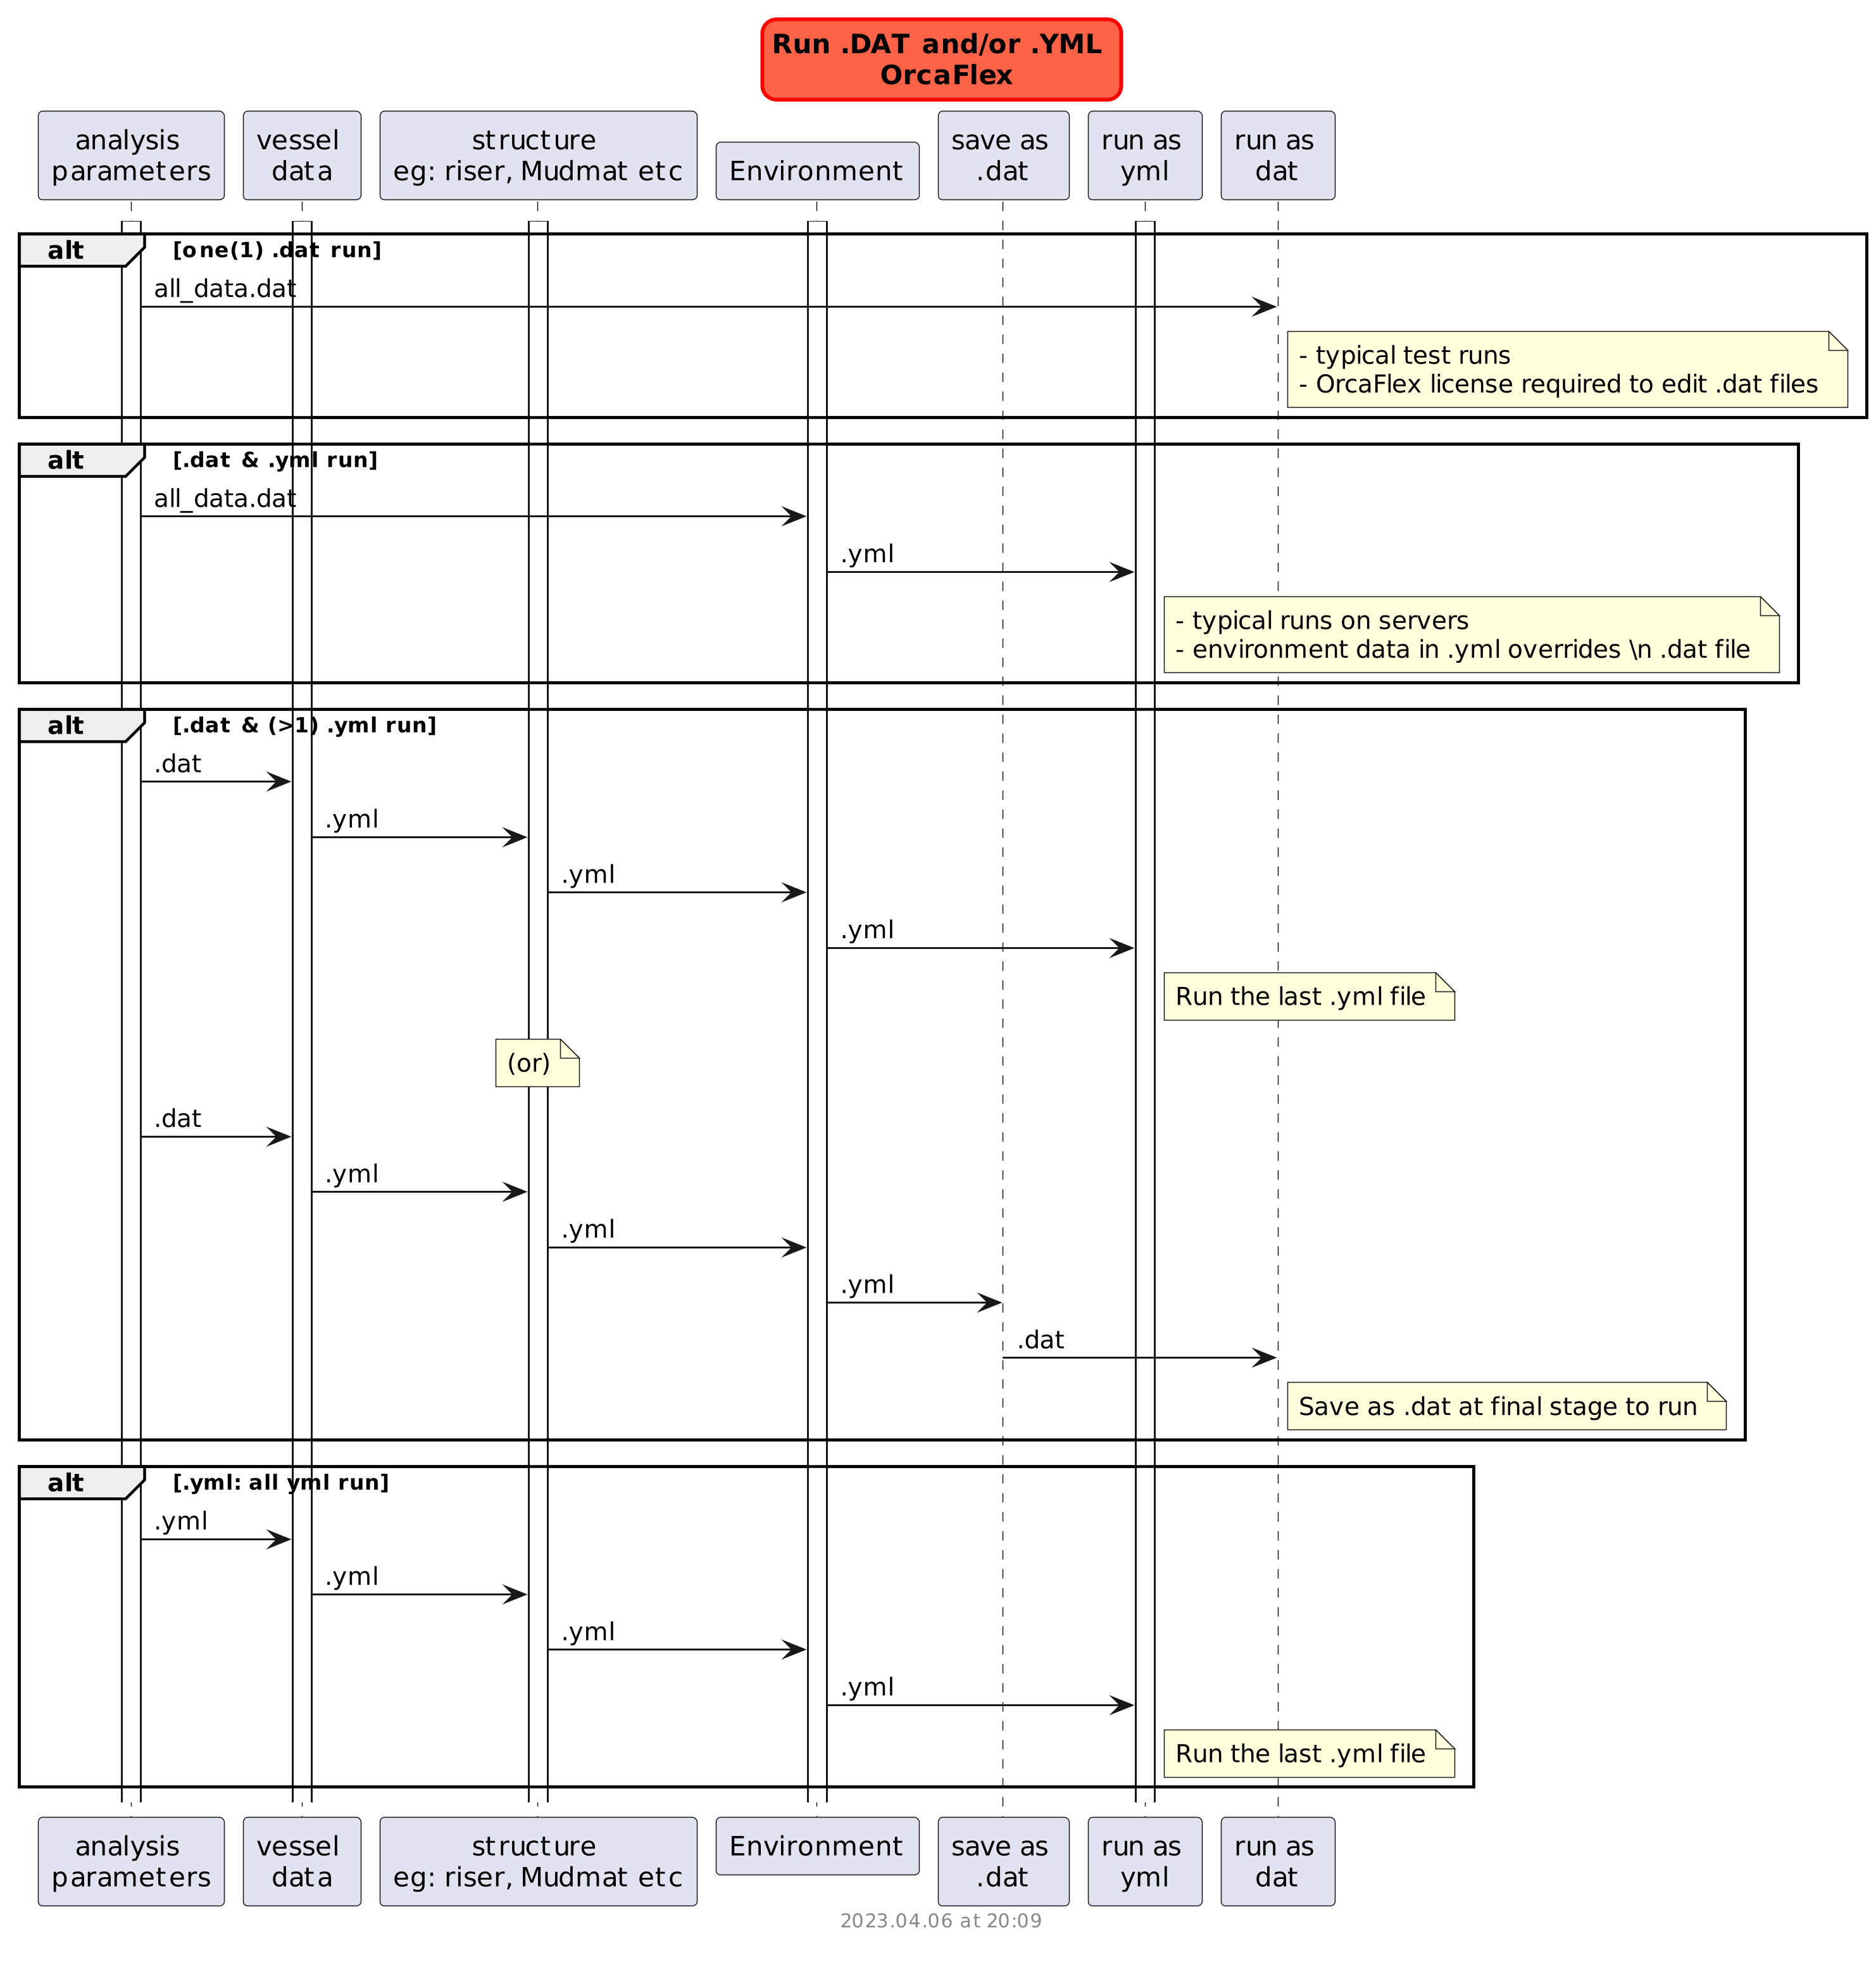 Run .DAT and/or .YML
OrcaFlex
analysis
parameters
vessel
data
structure
eg: riser, Mudmat etc
Environment
save as
.dat
run as
yml
run as
dat
alt [one(1) .dat run]
all_data.dat
- typical test runs
- OrcaFlex license required to edit .dat files
alt [.dat & .yml run]
all_data.dat
.yml
- typical runs on servers
- environment data in .yml overrides \n .dat file
alt [.dat & (>1) .yml run]
.dat
.yml
.yml
.yml
Run the last .yml file
(or)
.dat
.yml
.yml
.yml
.dat
Save as .dat at final stage to run
alt [.yml: all yml run]
.yml
.yml
.yml
.yml
Run the last .yml file
analysis
parameters
vessel
data
structure
eg: riser, Mudmat etc
Environment
save as
.dat
run as
yml
run as
dat
2023.04.06 at 20:09